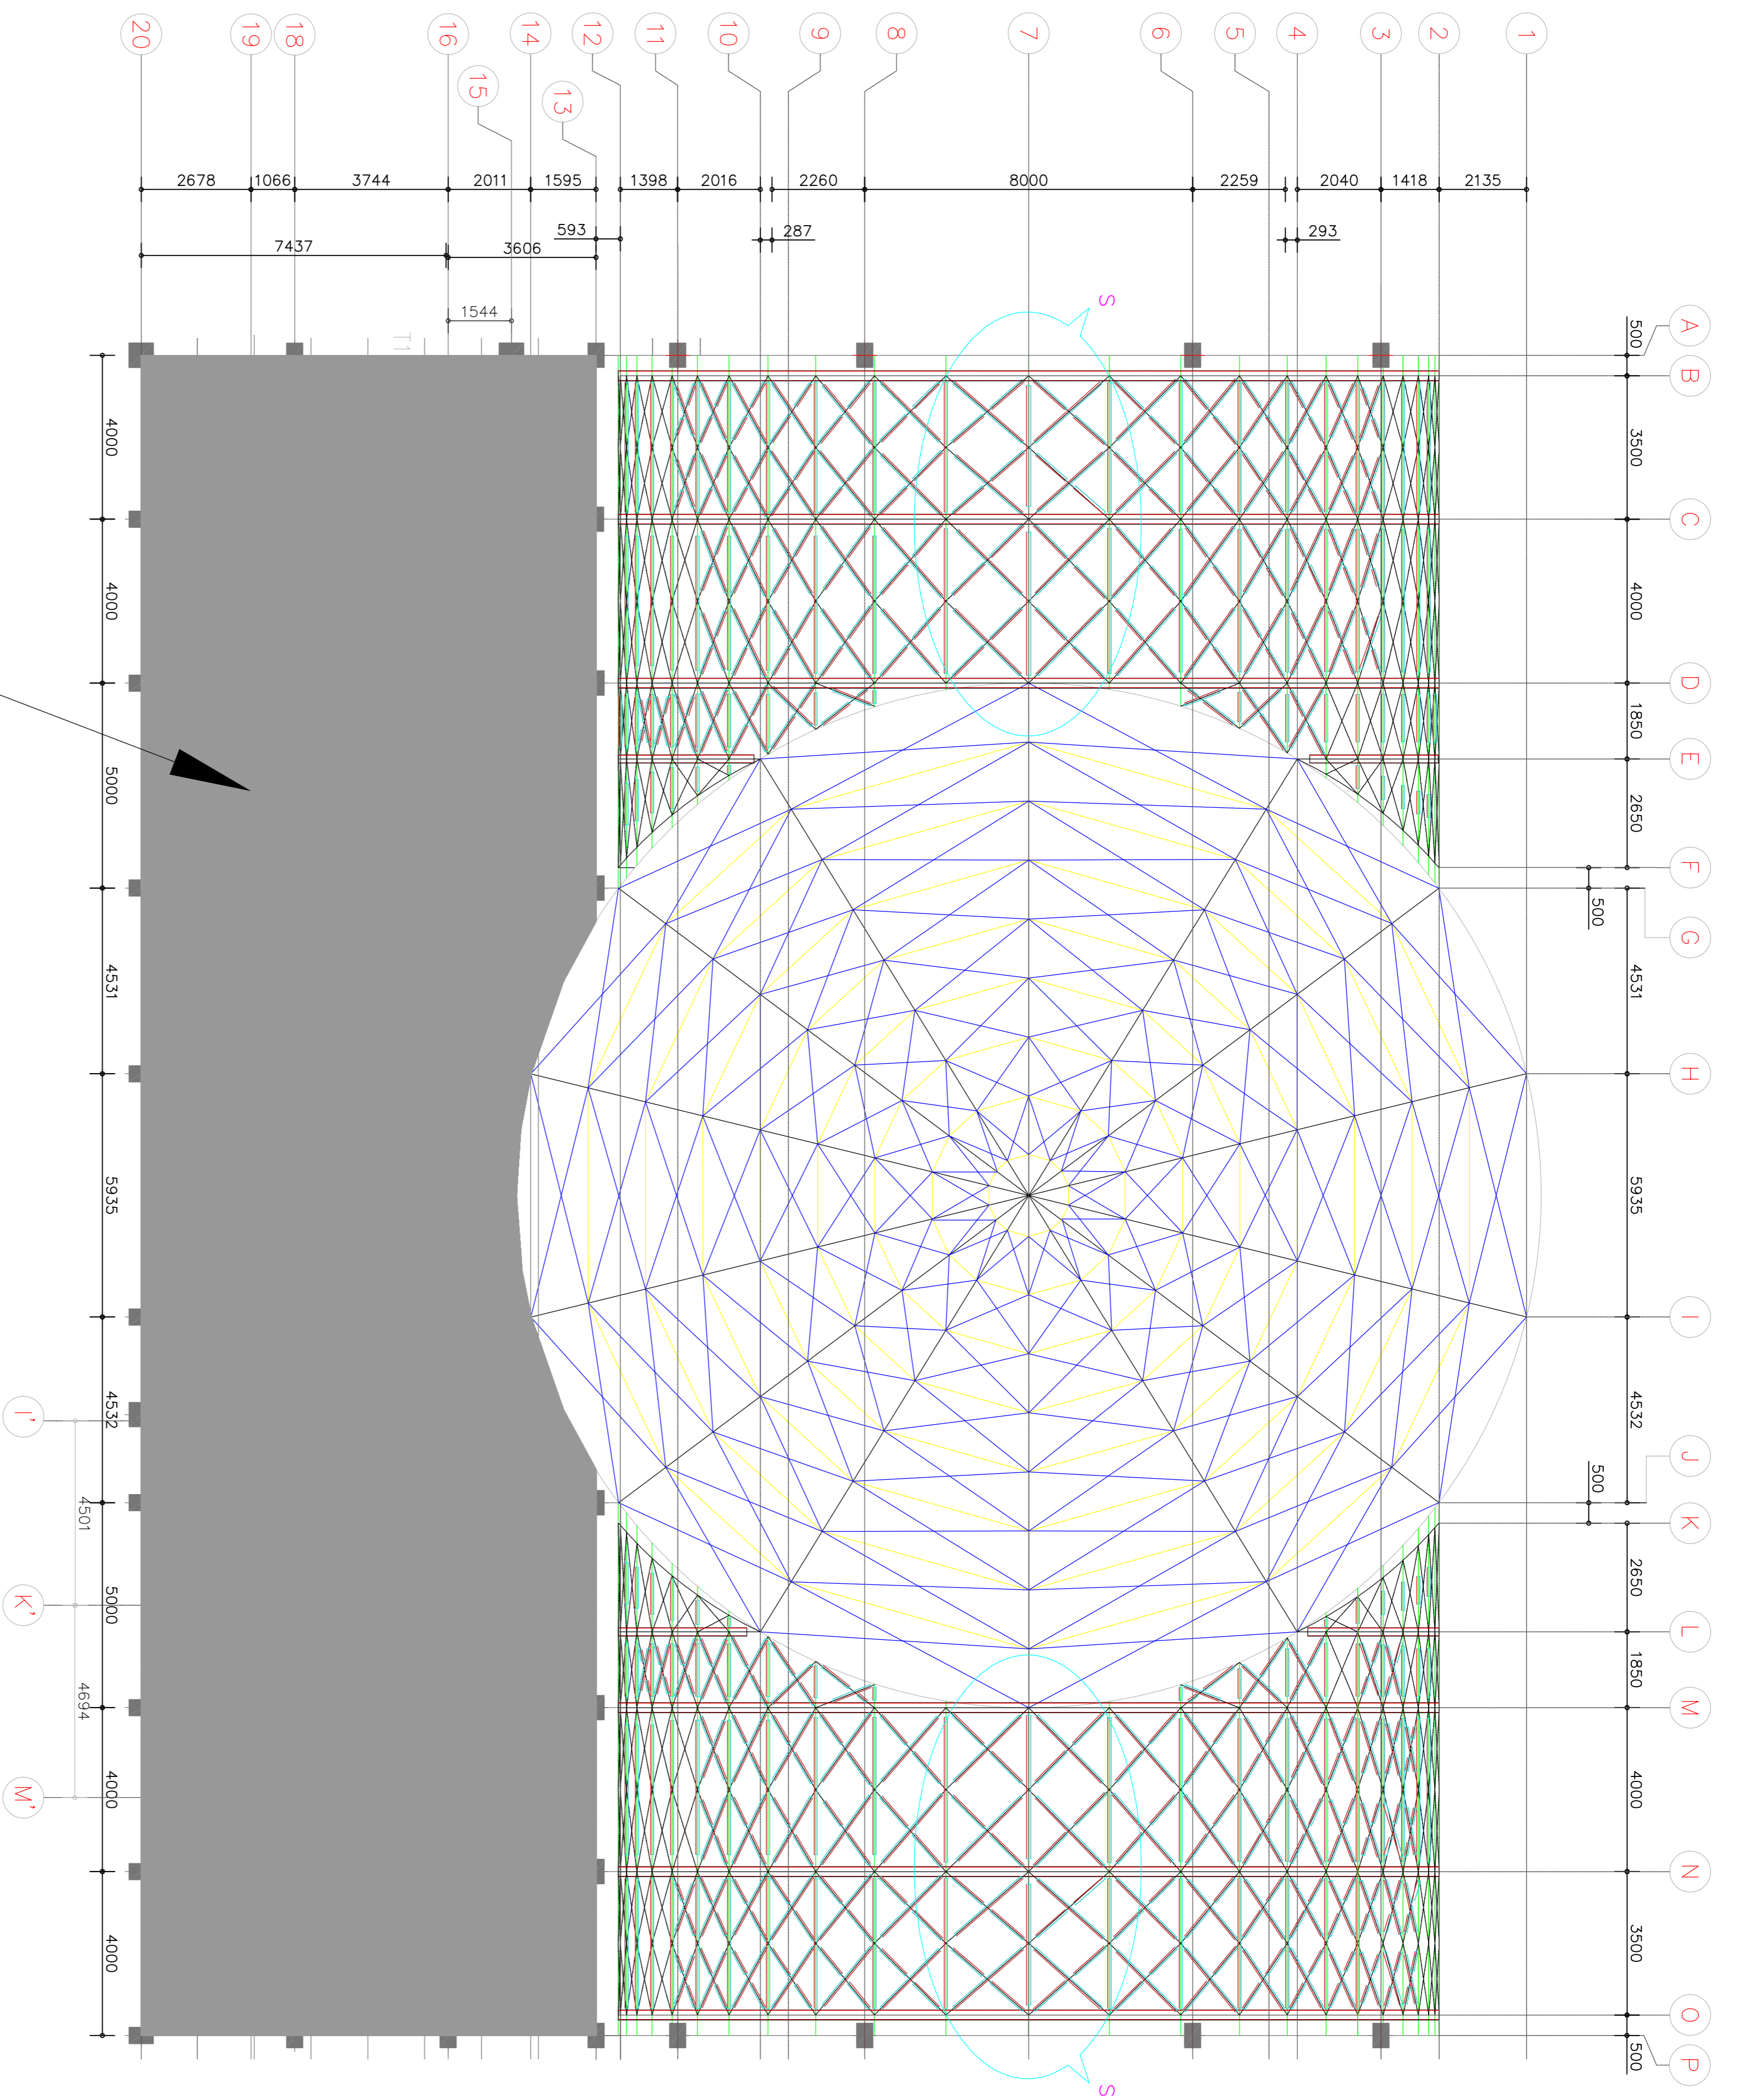 20
19
18
16
14
12
11
10
9
8
7
6
5
4
3
2
1
15
13
2678
1066
3744
2011
1595
1398
2016
2260
8000
2259
2040
1418
2135
593
287
293
7437
3606
1544
T1
S
A
500
B
3500
C
4000
D
1850
E
2650
F
500
G
4531
H
5935
I
4532
J
500
K
2650
L
1850
M
4000
N
3500
O
500
P
4000
4000
5000
4531
5935
4532
5000
4000
4000
I'
4501
K'
4694
M'
S